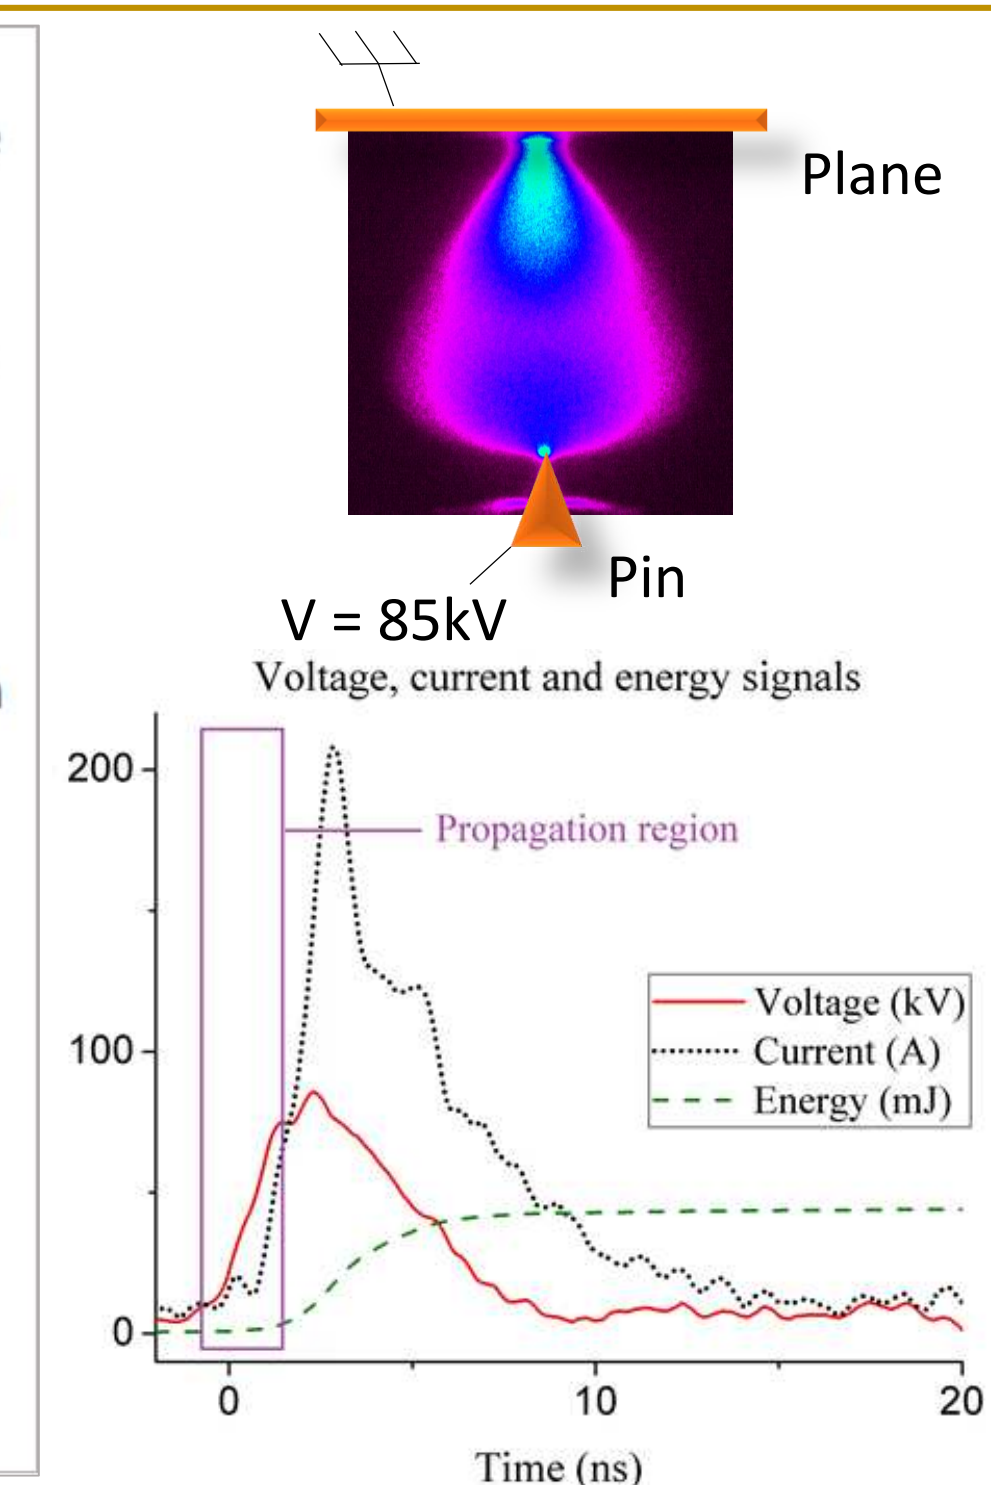 Plane
Pin
V = 85kV
Voltage, current and energy signals
200
Propagation region
Voltage (kV)
100
Current (A)
Energy (mJ)
0
0 10 20
Time (ns)